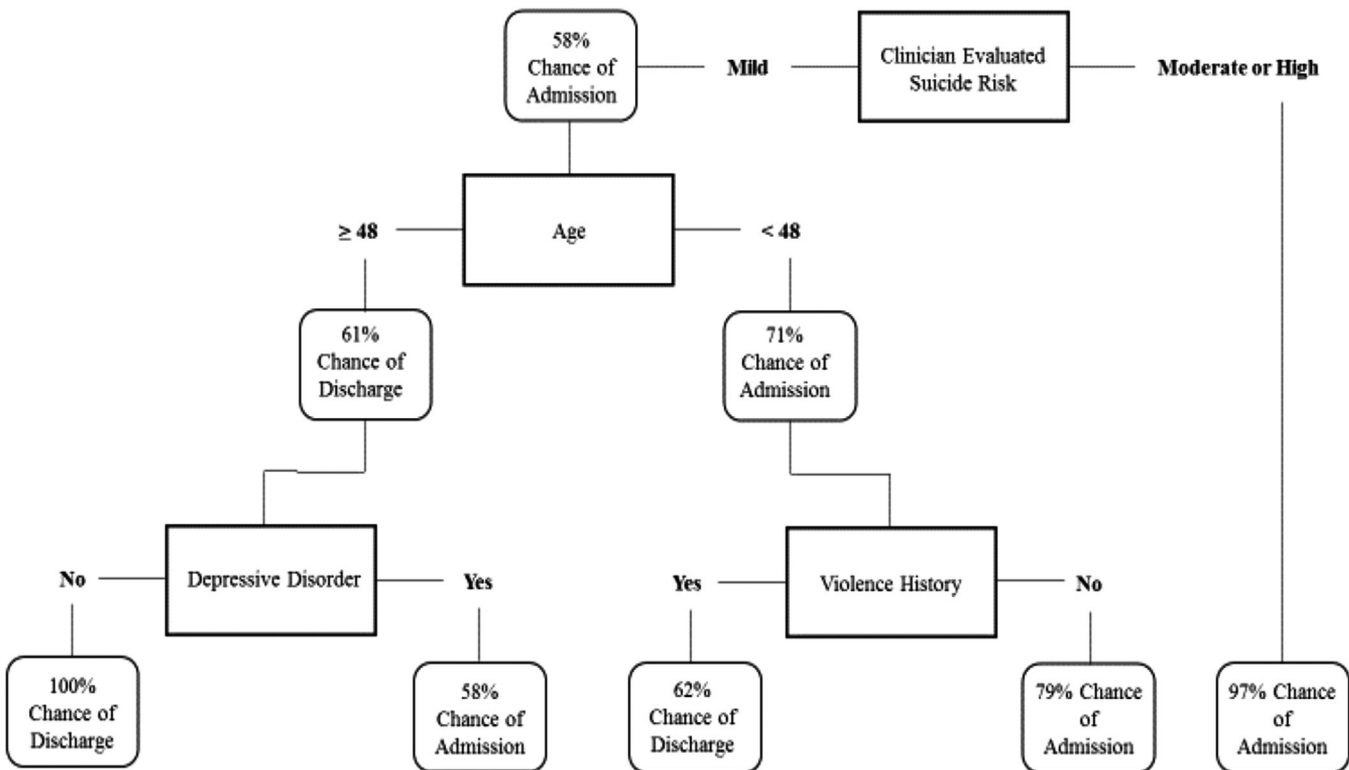 58%
Chance of
Admission
Mild
Clinician Evaluated
Suicide Risk
Moderate or High
≥ 48
Age
< 48
61%
Chance of
Discharge
71%
Chance of
Admission
No
Depressive Disorder
Yes
Yes
Violence History
No
100%
Chance of
Discharge
58%
Chance of
Admission
62%
Chance of
Discharge
79% Chance
of
Admission
97% Chance
of
Admission